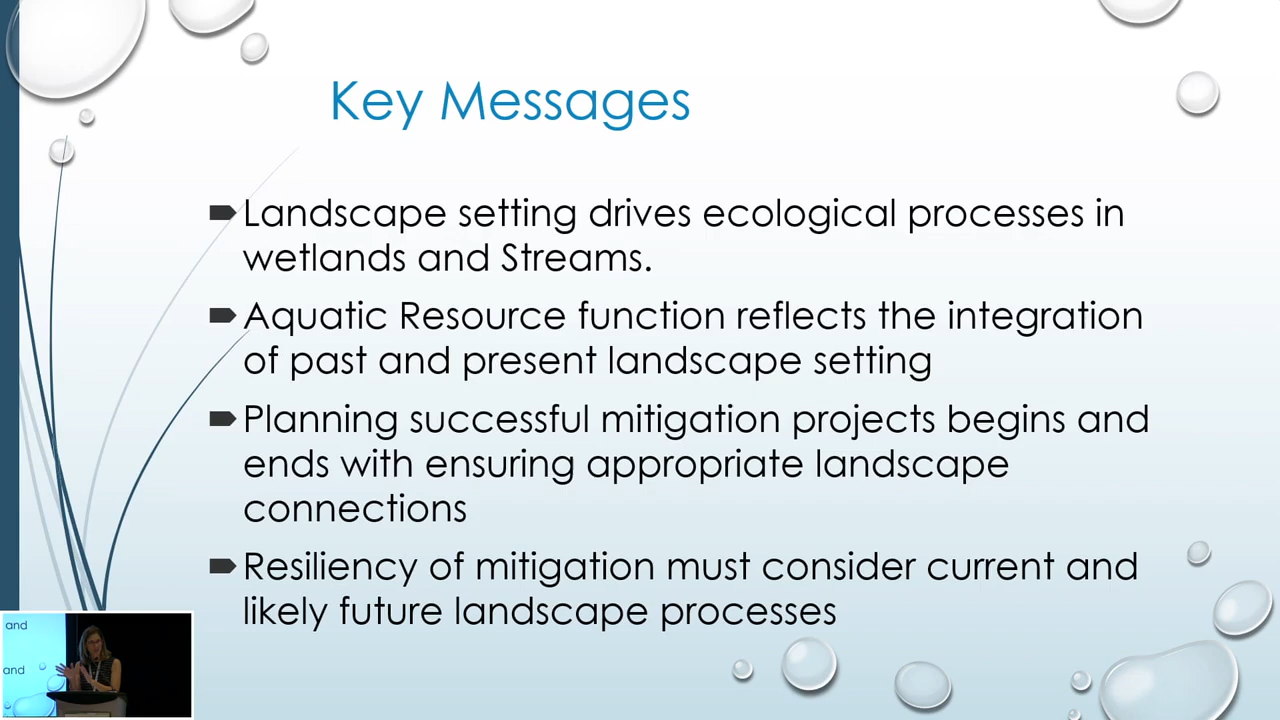 Key Messages
Landscape setting drives ecological processes in
wetlands and Streams.
Aquatic Resource function reflects the integration
of past and present landscape setting
Planning successful mitigation projects begins and
ends with ensuring appropriate landscape
connections
Resiliency of mitigation must consider current and
likely future landscape processes
and
and